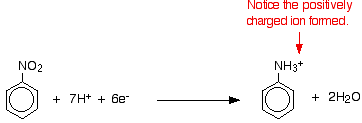 Notice the positively
charged ion formed.
NO₂ + 7H⁺ + 6e⁻ NH₃⁺ + 2H₂O